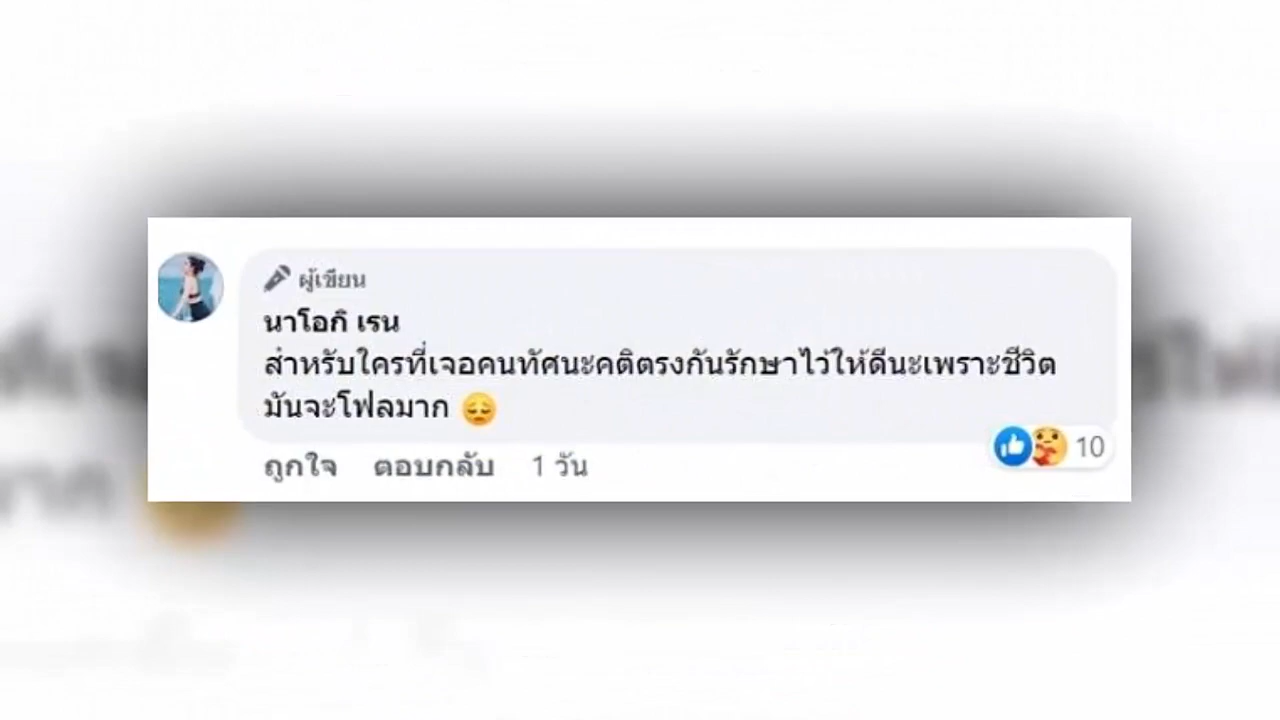 ผู้เขียน
นาโอกิ เรน
สำหรับใครที่เจอคนทัศนะคติตรงกันรักษาไว้ให้ดีนะเพราะชีวิต
มันจะโฟลมาก 😞
ถูกใจ ตอบกลับ 1 วัน 10